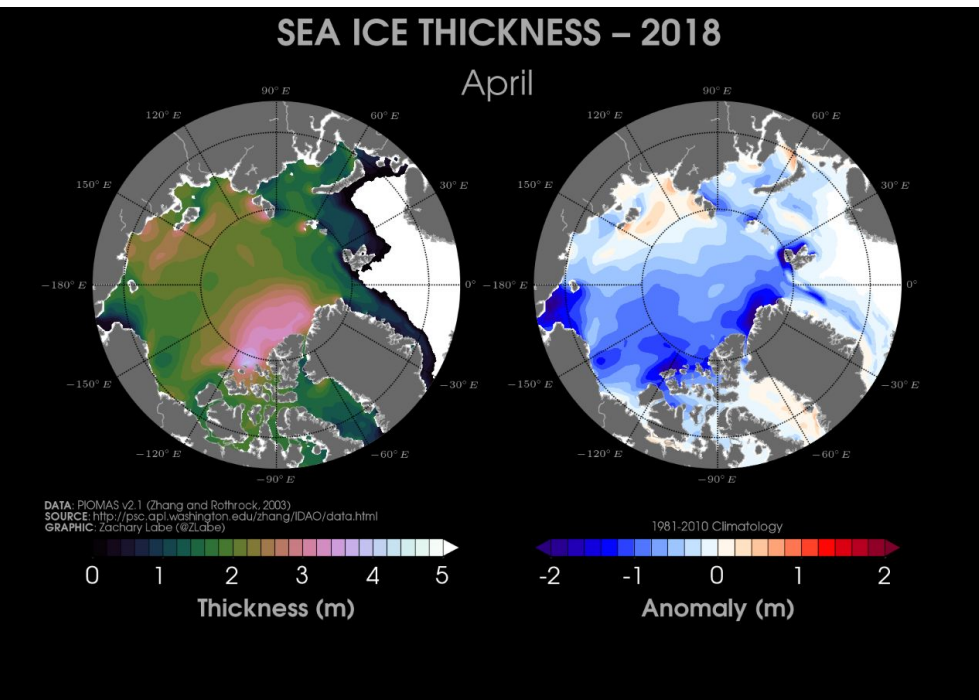 SEA ICE THICKNESS – 2018
April
90° E
120° E
60° E
150° E
30° E
−180° E
0°
−150° E
−30° E
−120° E
−60° E
−90° E
90° E
120° E
60° E
150° E
30° E
−180° E
0°
−150° E
−30° E
−120° E
−60° E
−90° E
DATA: PIOMAS v2.1 (Zhang and Rothrock, 2003)
SOURCE: http://psc.apl.washington.edu/zhang/IDAO/data.html
GRAPHIC: Zachary Labe (@ZLabe)
0 1 2 3 4 5
Thickness (m)
1981-2010 Climatology
-2 -1 0 1 2
Anomaly (m)